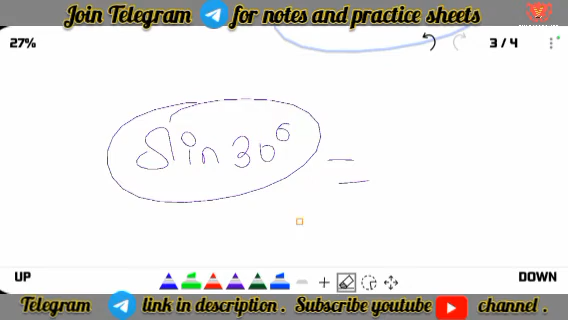 Join Telegram for notes and practice sheets
27%
3 / 4
sin 30° =
UP
DOWN
Telegram link in description . Subscribe youtube channel .